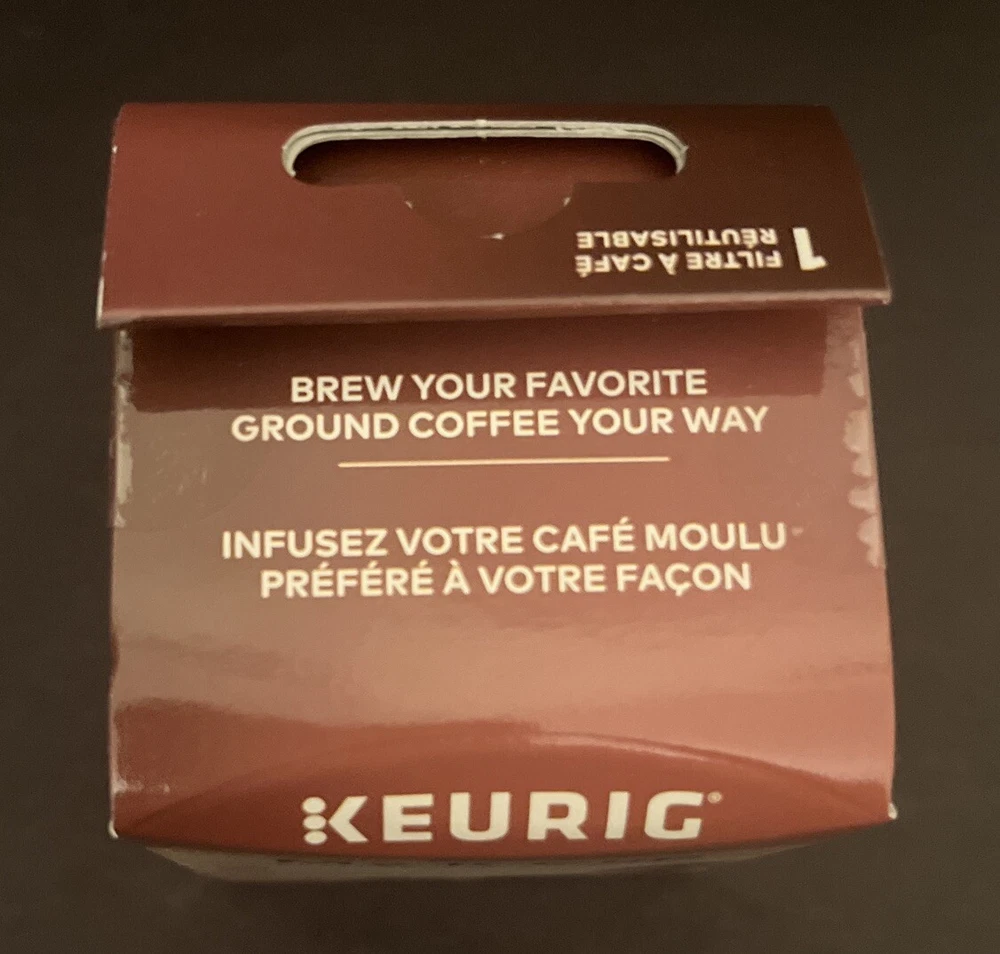 1 FILTRE À CAFÉ
RÉUTILISABLE
BREW YOUR FAVORITE
GROUND COFFEE YOUR WAY
INFUSEZ VOTRE CAFÉ MOULU
PRÉFÉRÉ À VOTRE FAÇON
KEURIG®